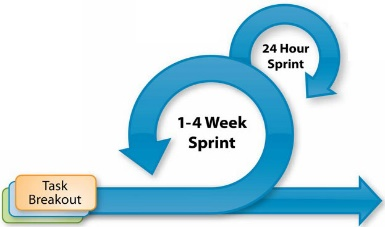 24 Hour
Sprint
1-4 Week
Sprint
Task
Breakout